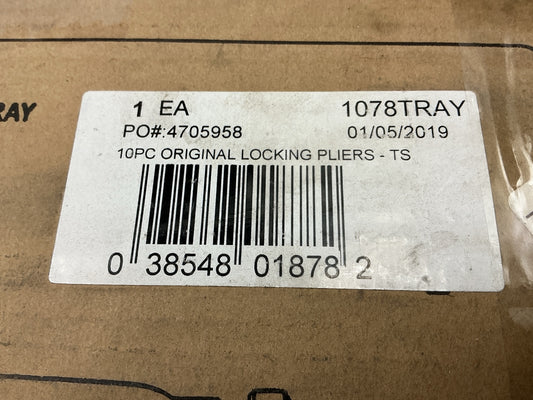 RAY
1 EA 1078TRAY
PO#:4705958 01/05/2019
10PC ORIGINAL LOCKING PLIERS - TS
0 38548 01878 2